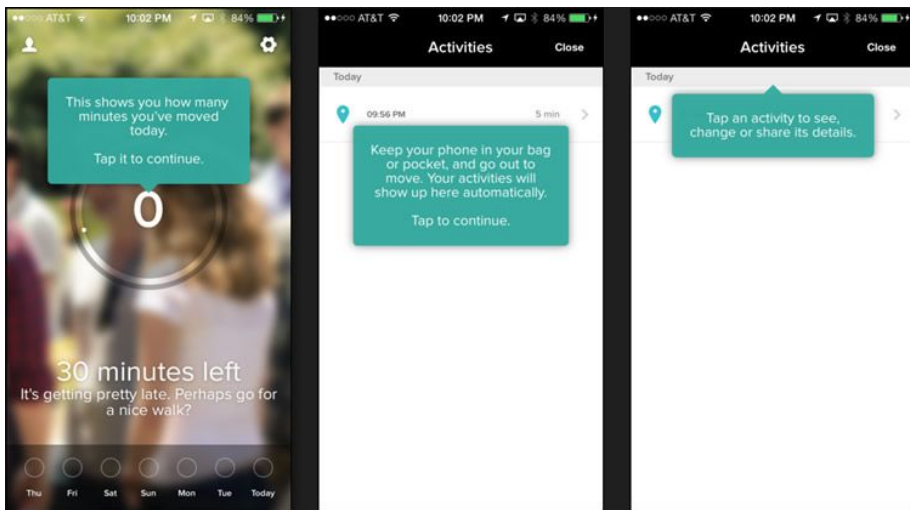 AT&T 10:02 PM 84%
This shows you how many
minutes you've moved
today.
Tap it to continue.
0
30 minutes left
It's getting pretty late. Perhaps go for
a nice walk?
Thu Fri Sat Sun Mon Tue Today
AT&T 10:02 PM 84%
Activities Close
Today
09:56 PM 5 min
Keep your phone in your bag
or pocket, and go out to
move. Your activities will
show up here automatically.
Tap to continue.
AT&T 10:02 PM 84%
Activities Close
Today
Tap an activity to see,
change or share its details.